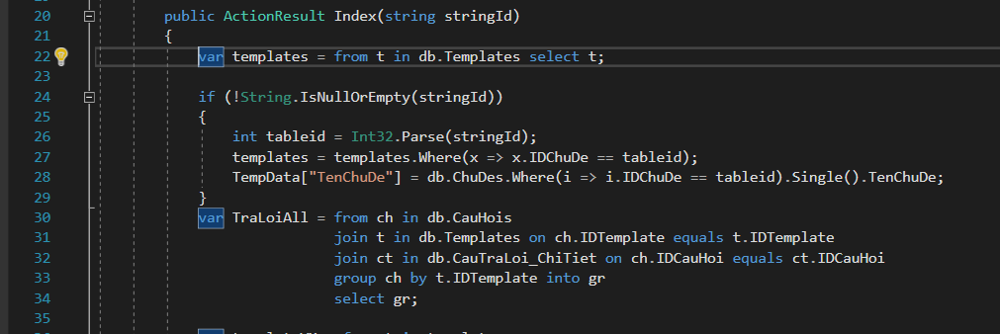 20 public ActionResult Index(string stringId)
21 {
22 var templates = from t in db.Templates select t;
23
24 if (!String.IsNullOrEmpty(stringId))
25 {
26 int tableid = Int32.Parse(stringId);
27 templates = templates.Where(x => x.IDChuDe == tableid);
28 TempData["TenChuDe"] = db.ChuDes.Where(i => i.IDChuDe == tableid).Single().TenChuDe;
29 }
30 var TraLoiAll = from ch in db.CauHois
31 join t in db.Templates on ch.IDTemplate equals t.IDTemplate
32 join ct in db.CauTraLoi_ChiTiet on ch.IDCauHoi equals ct.IDCauHoi
33 group ch by t.IDTemplate into gr
34 select gr;
35